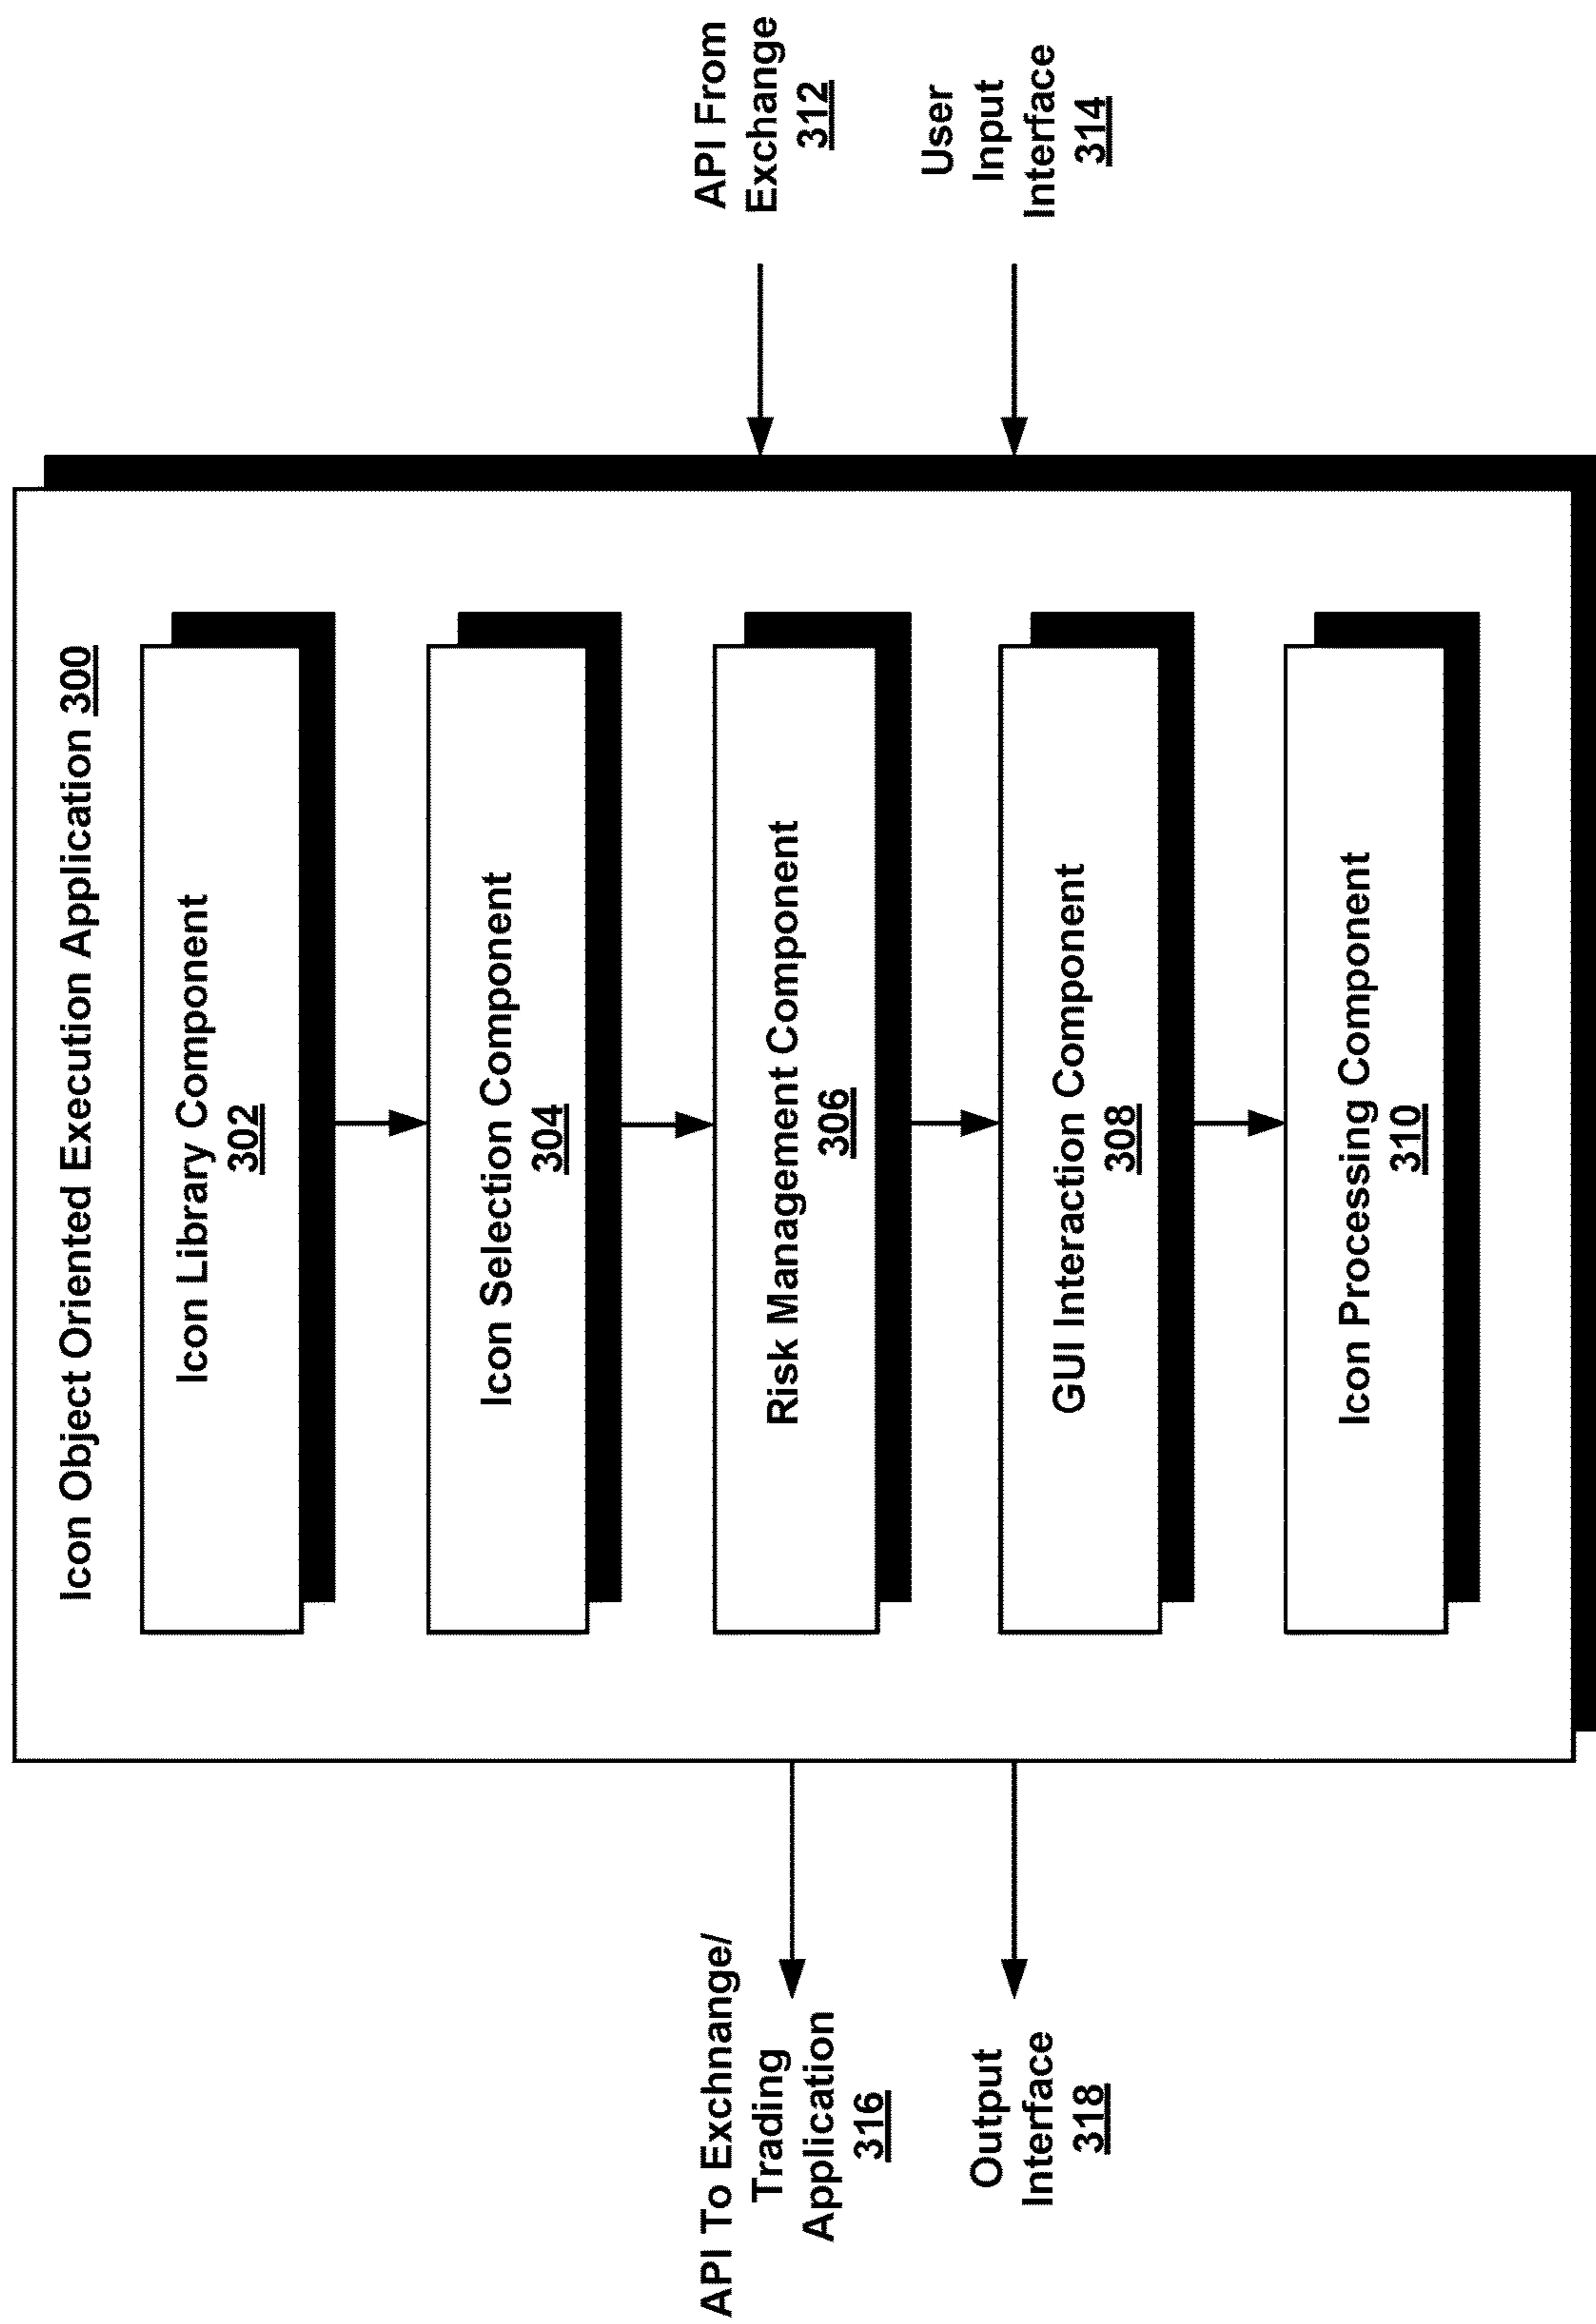 Icon Object Oriented Execution Application 300
Icon Library Component
302
Icon Selection Component
304
Risk Management Component
306
GUI Interaction Component
308
Icon Processing Component
310
API To Exchnange/
Trading
Application
316
Output
Interface
318
API From
Exchange
312
User
Input
Interface
314